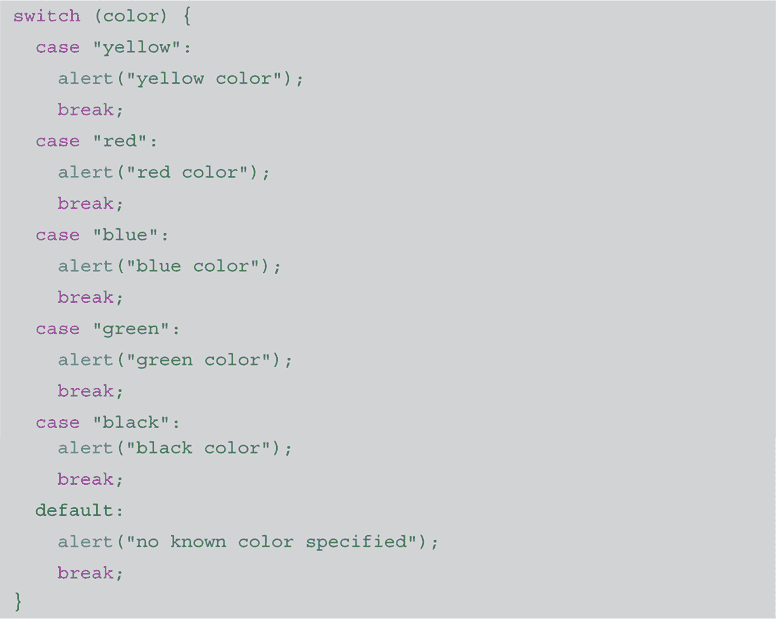 switch (color) {
  case "yellow":
    alert("yellow color");
    break;
  case "red":
    alert("red color");
    break;
  case "blue":
    alert("blue color");
    break;
  case "green":
    alert("green color");
    break;
  case "black":
    alert("black color");
    break;
  default:
    alert("no known color specified");
    break;
}